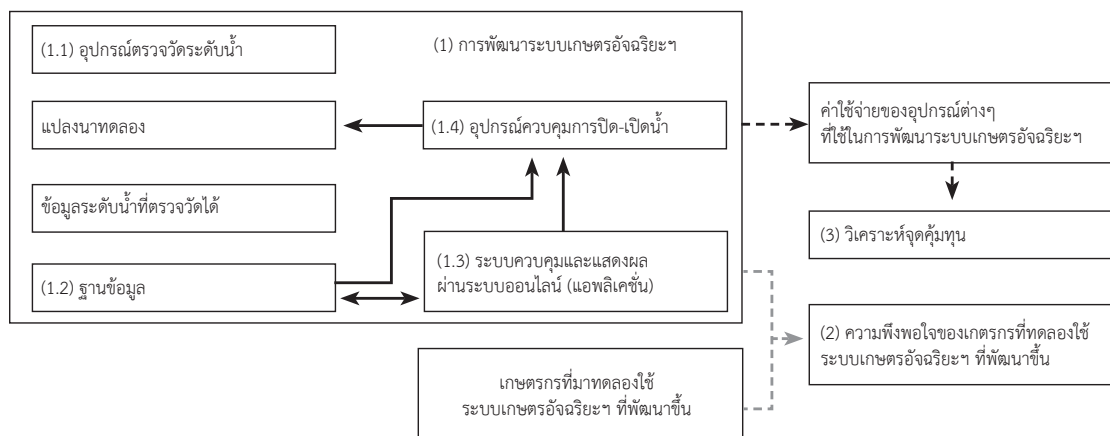 (1.1) อุปกรณ์ตรวจวัดระดับน้ำ
(1) การพัฒนาระบบเกษตรอัจฉริยะฯ
แปลงนาทดลอง
(1.4) อุปกรณ์ควบคุมการปิด-เปิดน้ำ
ข้อมูลระดับน้ำที่ตรวจวัดได้
(1.2) ฐานข้อมูล
(1.3) ระบบควบคุมและแสดงผล
ผ่านระบบออนไลน์ (แอพลิเคชั่น)
ค่าใช้จ่ายของอุปกรณ์ต่างๆ
ที่ใช้ในการพัฒนาระบบเกษตรอัจฉริยะฯ
(3) วิเคราะห์จุดคุ้มทุน
(2) ความพึงพอใจของเกตรกรที่ทดลองใช้
ระบบเกษตรอัจฉริยะฯ ที่พัฒนาขึ้น
เกษตรกรที่มาทดลองใช้
ระบบเกษตรอัจฉริยะฯ ที่พัฒนาขึ้น